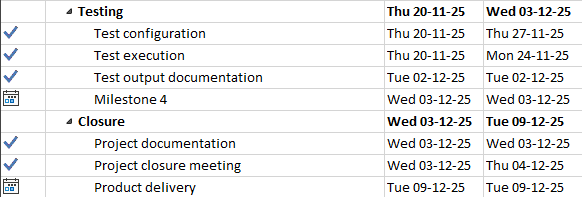 Testing Thu 20-11-25 Wed 03-12-25
Test configuration Thu 20-11-25 Thu 27-11-25
Test execution Thu 20-11-25 Mon 24-11-25
Test output documentation Tue 02-12-25 Tue 02-12-25
Milestone 4 Wed 03-12-25 Wed 03-12-25
Closure Wed 03-12-25 Tue 09-12-25
Project documentation Wed 03-12-25 Wed 03-12-25
Project closure meeting Wed 03-12-25 Thu 04-12-25
Product delivery Tue 09-12-25 Tue 09-12-25